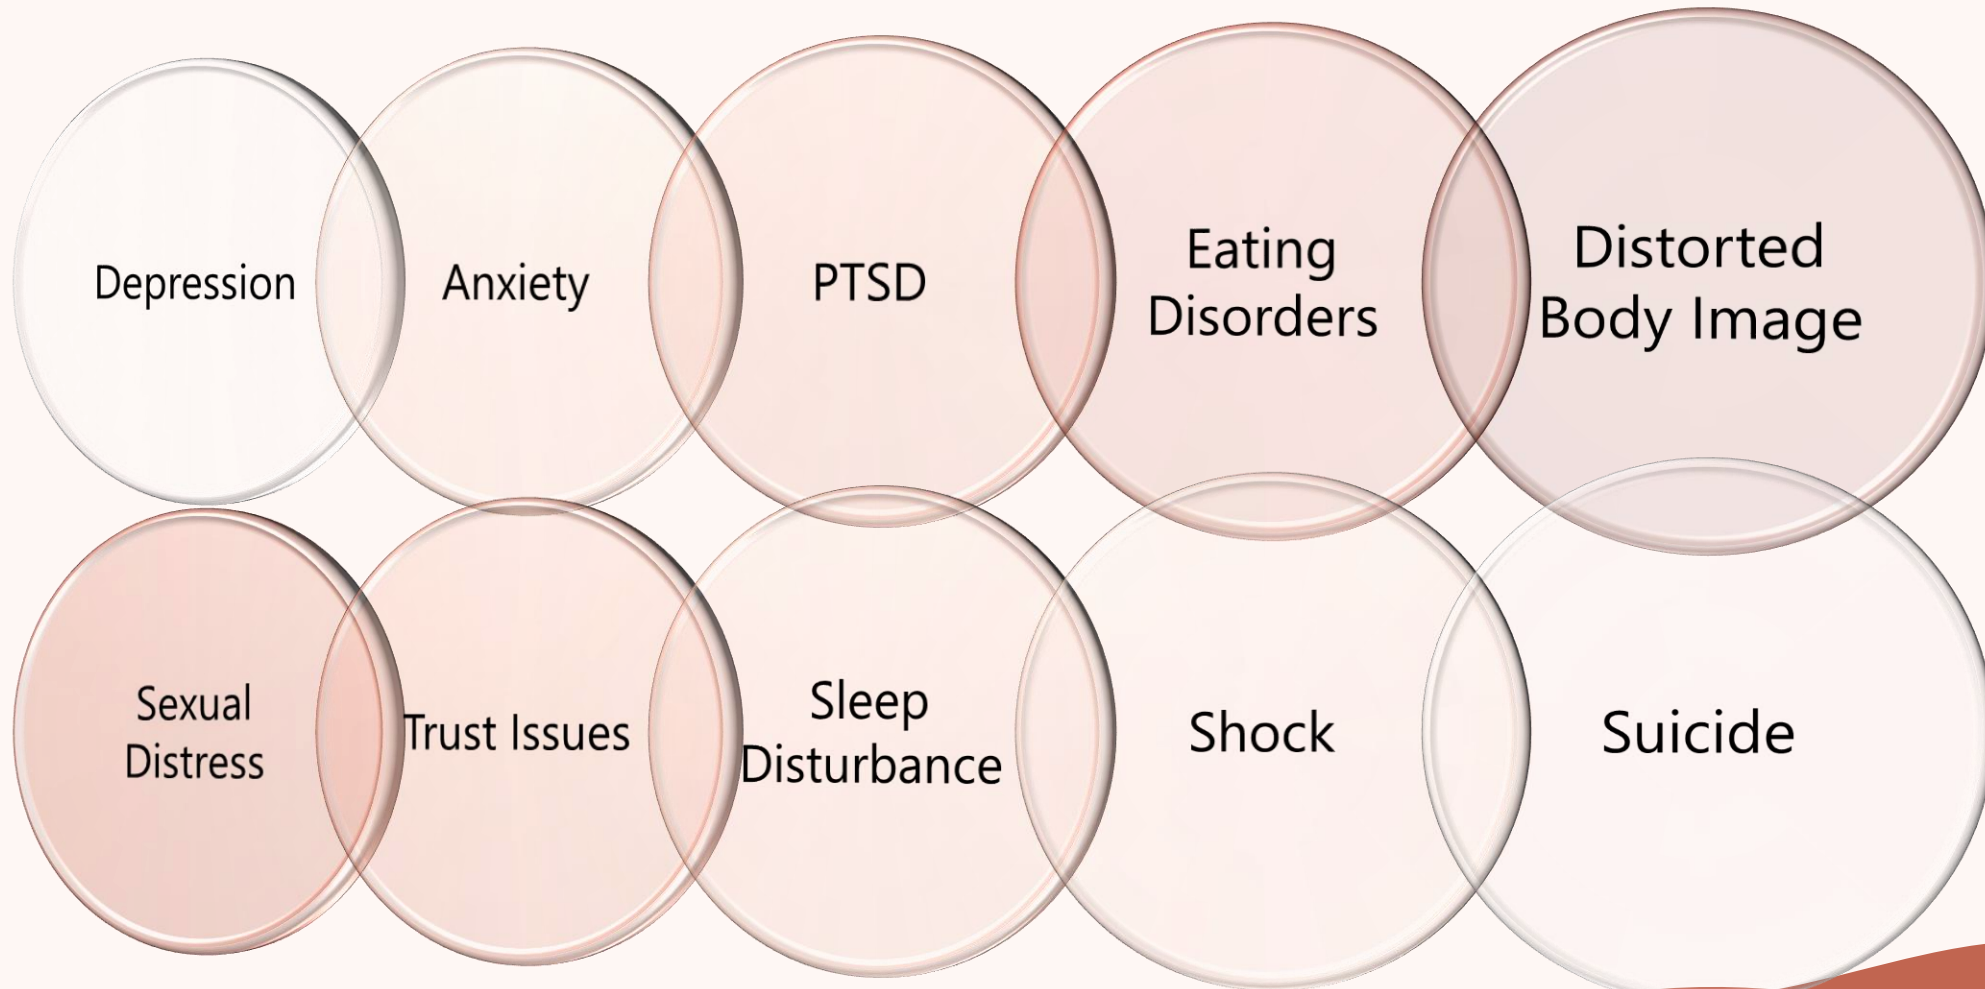 Depression
Anxiety
PTSD
Eating
Disorders
Distorted
Body Image
Sexual
Distress
Trust Issues
Sleep
Disturbance
Shock
Suicide